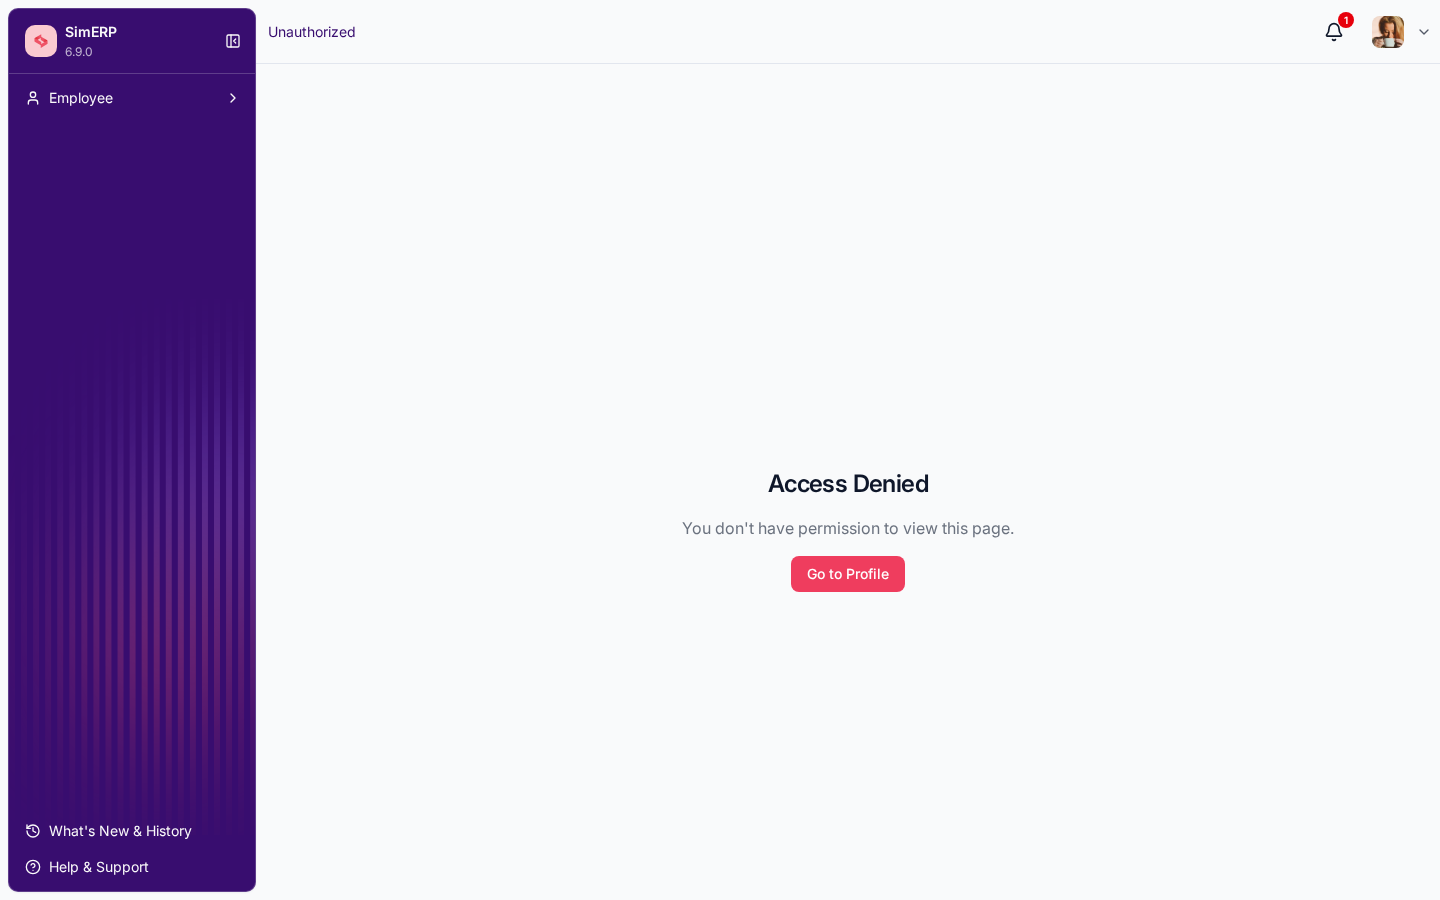 SimERP
6.9.0
Unauthorized
1
Employee
Access Denied
You don't have permission to view this page.
Go to Profile
What's New & History
Help & Support